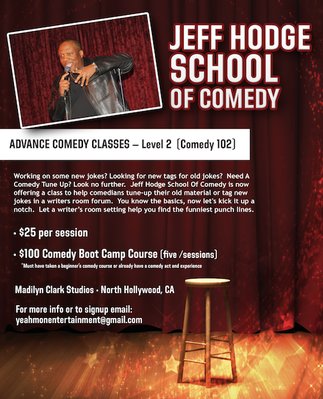 JEFF HODGE
SCHOOL
OF COMEDY
ADVANCE COMEDY CLASSES – Level 2 (Comedy 102)
Working on some new jokes? Looking for new tags for old jokes? Need A
Comedy Tune Up? Look no further. Jeff Hodge School Of Comedy is now
offering a class to help comedians tune-up their old material or tag new
jokes in a writers room forum. You know the basics, now let's kick it up a
notch. Let a writer's room setting help you find the funniest punch lines.
• $25 per session
• $100 Comedy Boot Camp Course (five /sessions)
*Must have taken a beginner's comedy course or already have a comedy act and experience
Madilyn Clark Studios • North Hollywood, CA
For more info or to signup email:
yeahmonentertainment@gmail.com